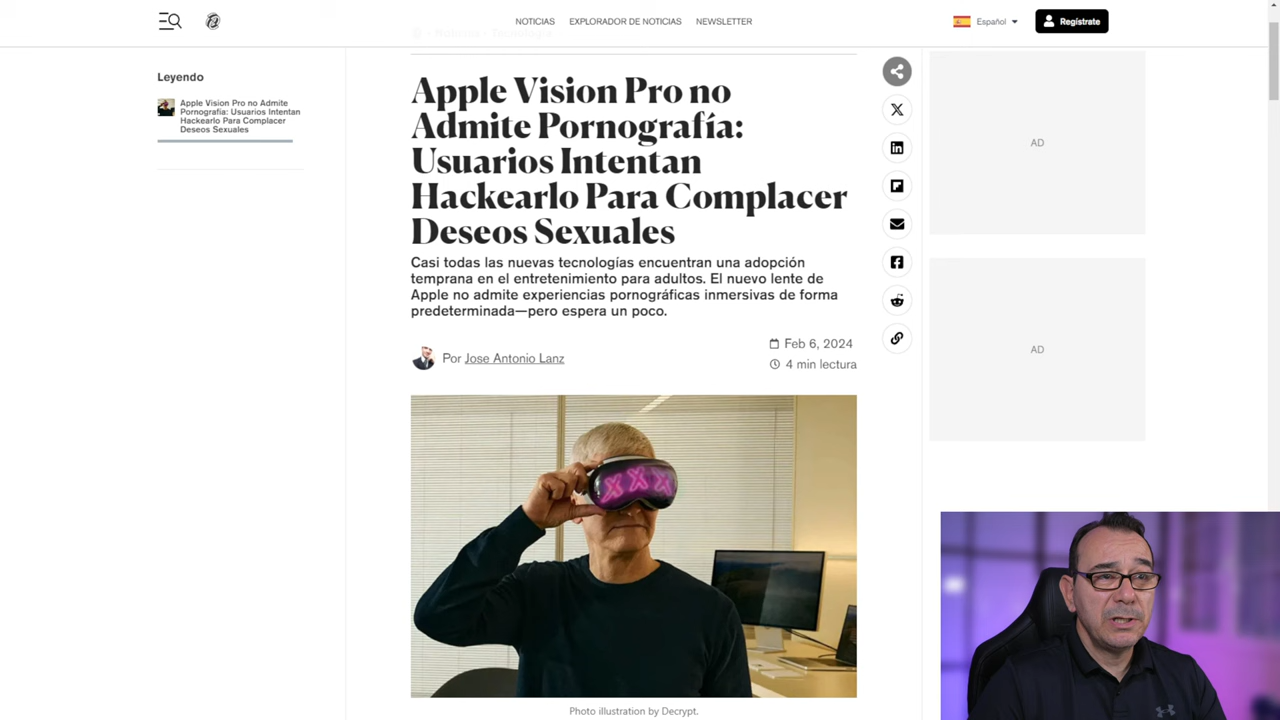 NOTICIAS
EXPLORADOR DE NOTICIAS
NEWSLETTER
Español
Regístrate
Leyendo
Apple Vision Pro no Admite
Pornografía: Usuarios Intentan
Hackearlo Para Complacer
Deseos Sexuales
Apple Vision Pro no
Admite Pornografía:
Usuarios Intentan
Hackearlo Para Complacer
Deseos Sexuales
Casi todas las nuevas tecnologías encuentran una adopción
temprana en el entretenimiento para adultos. El nuevo lente de
Apple no admite experiencias pornográficas inmersivas de forma
predeterminada—pero espera un poco.
Por Jose Antonio Lanz
Feb 6, 2024
4 min lectura
XXX
Photo illustration by Decrypt.
AD
AD